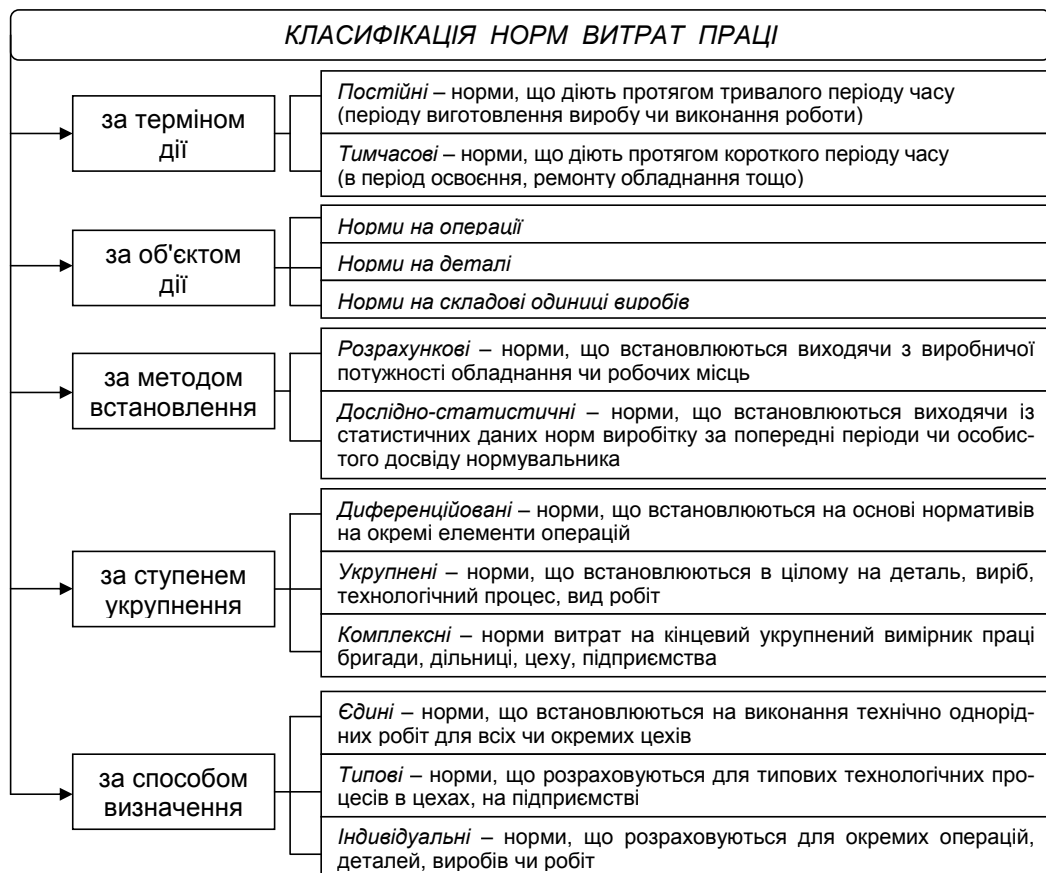 КЛАСИФІКАЦІЯ НОРМ ВИТРАТ ПРАЦІ
за терміном
дії
Постійні – норми, що діють протягом тривалого періоду часу
(періоду виготовлення виробу чи виконання роботи)
Тимчасові – норми, що діють протягом короткого періоду часу
(в період освоєння, ремонту обладнання тощо)
за об'єктом
дії
Норми на операції
Норми на деталі
Норми на складові одиниці виробів
за методом
встановлення
Розрахункові – норми, що встановлюються виходячи з виробничої
потужності обладнання чи робочих місць
Дослідно-статистичні – норми, що встановлюються виходячи із
статистичних даних норм виробітку за попередні періоди чи особис-
того досвіду нормувальника
за ступенем
укрупнення
Диференційовані – норми, що встановлюються на основі нормативів
на окремі елементи операцій
Укрупнені – норми, що встановлюються в цілому на деталь, виріб,
технологічний процес, вид робіт
Комплексні – норми витрат на кінцевий укрупнений вимірник праці
бригади, дільниці, цеху, підприємства
за способом
визначення
Єдині – норми, що встановлюються на виконання технічно однорід-
них робіт для всіх чи окремих цехів
Типові – норми, що розраховуються для типових технологічних про-
цесів в цехах, на підприємстві
Індивідуальні – норми, що розраховуються для окремих операцій,
деталей, виробів чи робіт